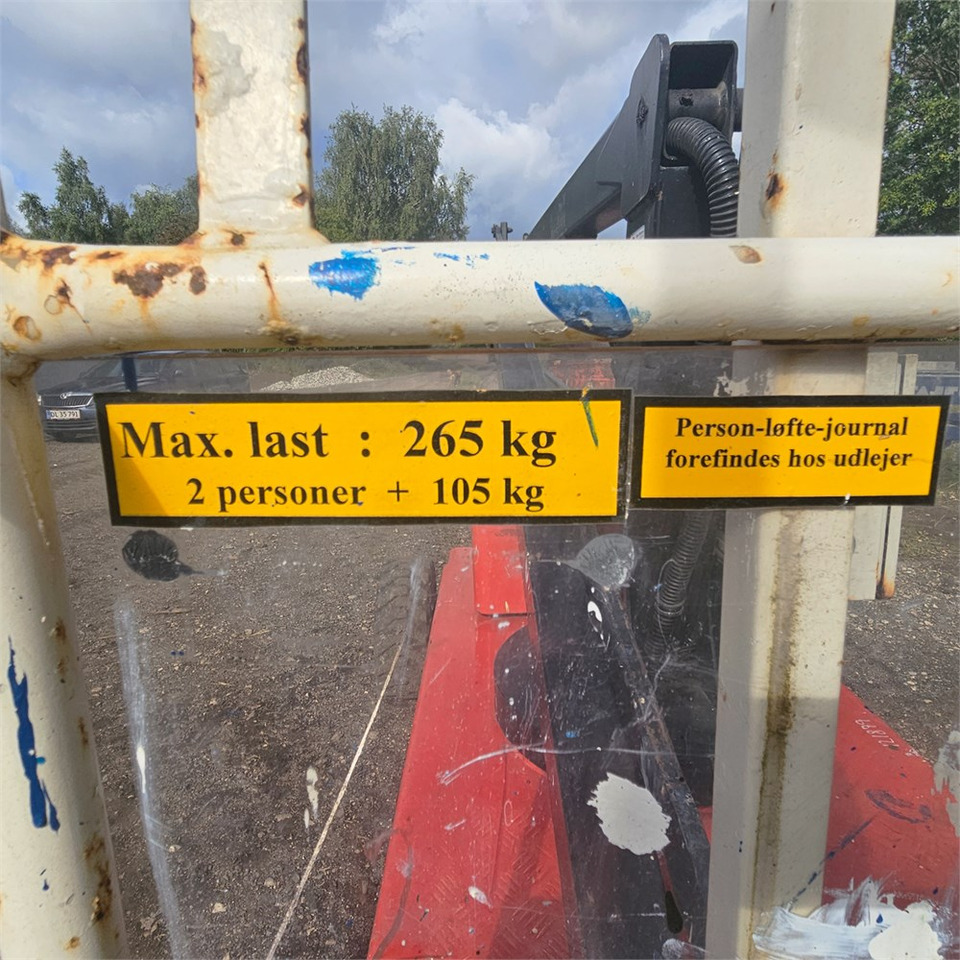 Max. last : 265 kg
2 personer + 105 kg
Person-løfte-journal
forefindes hos udlejer